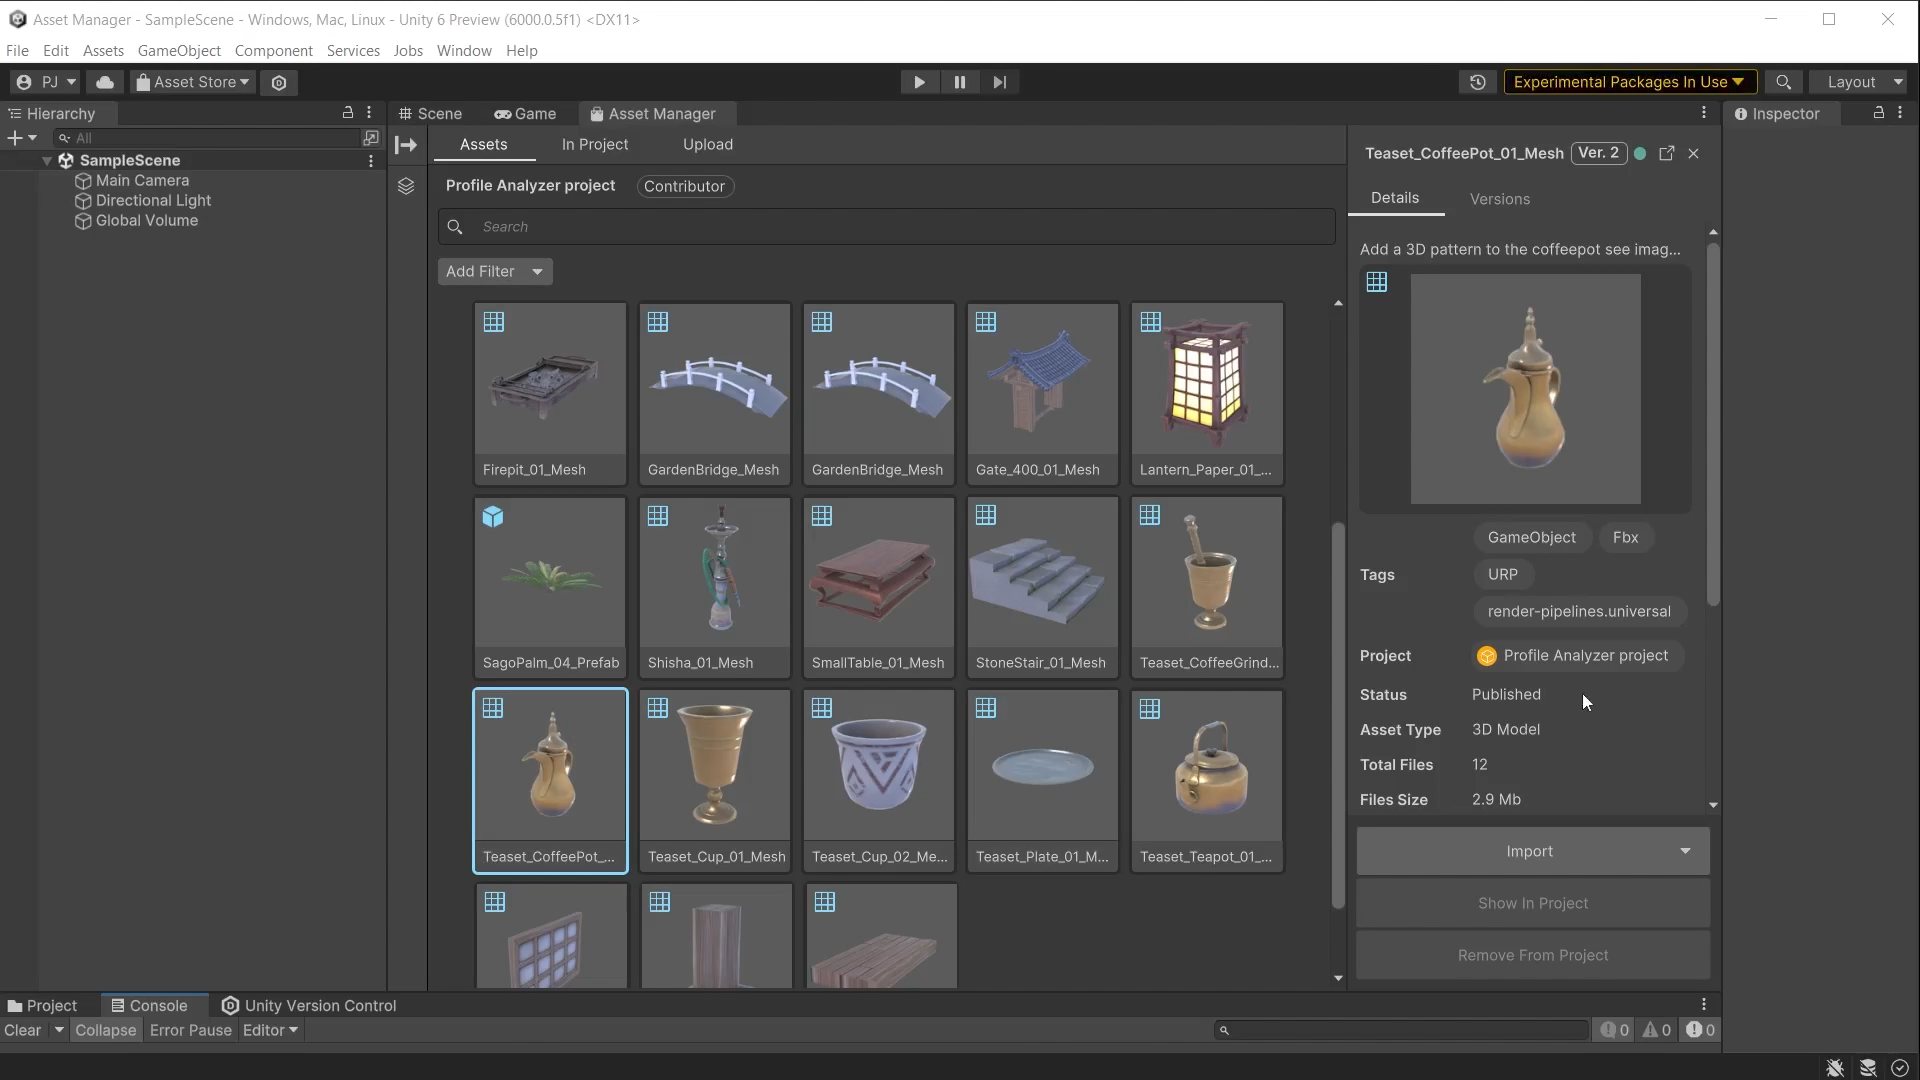 Asset Manager - SampleScene - Windows, Mac, Linux - Unity 6 Preview (6000.0.5f1) <DX11>
File Edit Assets GameObject Component Services Jobs Window Help
PJ Asset Store Experimental Packages In Use Layout
Hierarchy
All
SampleScene
Main Camera
Directional Light
Global Volume
Scene Game Asset Manager
Assets In Project Upload
Profile Analyzer project Contributor
Search
Add Filter
Firepit_01_Mesh GardenBridge_Mesh GardenBridge_Mesh Gate_400_01_Mesh Lantern_Paper_01_...
SagoPalm_04_Prefab Shisha_01_Mesh SmallTable_01_Mesh StoneStair_01_Mesh Teaset_CoffeeGrind...
Teaset_CoffeePot_... Teaset_Cup_01_Mesh Teaset_Cup_02_Me... Teaset_Plate_01_M... Teaset_Teapot_01_...
Teaset_CoffeePot_01_Mesh Ver. 2
Details Versions
Add a 3D pattern to the coffeepot see imag...
Tags GameObject Fbx
URP
render-pipelines.universal
Project Profile Analyzer project
Status Published
Asset Type 3D Model
Total Files 12
Files Size 2.9 Mb
Import
Show In Project
Remove From Project
Inspector
Project Console Unity Version Control
Clear Collapse Error Pause Editor 0 0 0